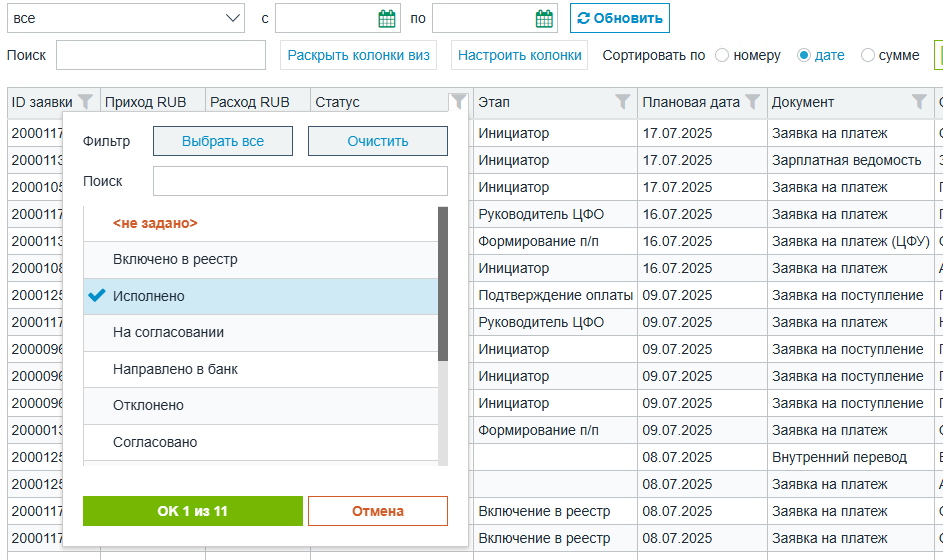 все с по Обновить
Поиск Раскрыть колонки виз Настроить колонки Сортировать по номеру дате сумме
ID заявки Приход RUB Расход RUB Статус Этап Плановая дата Документ
2000117 Инициатор 17.07.2025 Заявка на платеж
2000113 Инициатор 17.07.2025 Зарплатная ведомость
2000105 Инициатор 17.07.2025 Заявка на платеж
2000117 Руководитель ЦФО 16.07.2025 Заявка на платеж
2000113 Формирование п/п 16.07.2025 Заявка на платеж (ЦФУ)
2000108 Инициатор 16.07.2025 Заявка на платеж
2000125 Подтверждение оплаты 09.07.2025 Заявка на поступление
2000117 Руководитель ЦФО 09.07.2025 Заявка на платеж
2000096 Инициатор 09.07.2025 Заявка на поступление
2000096 Инициатор 09.07.2025 Заявка на поступление
2000096 Инициатор 09.07.2025 Заявка на поступление
2000013 Формирование п/п 09.07.2025 Заявка на платеж
2000125 08.07.2025 Внутренний перевод
2000125 08.07.2025 Заявка на платеж
2000117 Включение в реестр 08.07.2025 Заявка на платеж
2000117 Включение в реестр 08.07.2025 Заявка на платеж
Фильтр Выбрать все Очистить
Поиск
<не задано>
Включено в реестр
Исполнено
На согласовании
Направлено в банк
Отклонено
Согласовано
OK 1 из 11 Отмена